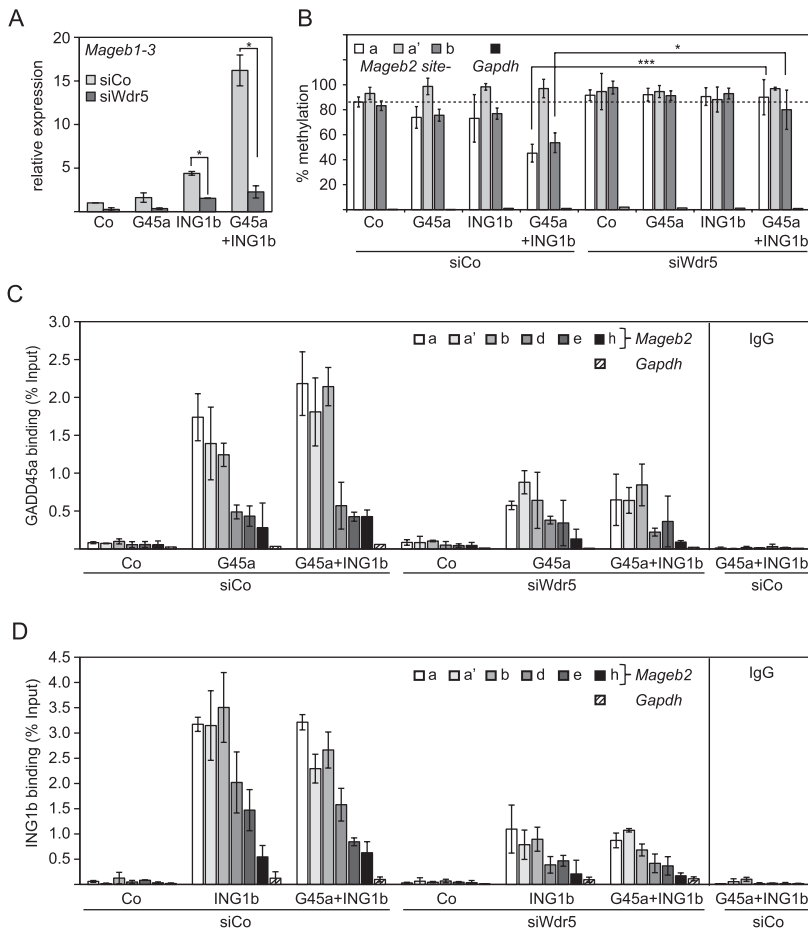 A
relative expression
20
15
10
5
Mageb1-3
siCo
siWdr5
*
*
Co G45a ING1b G45a
+ING1b
B
% methylation
100
80
60
40
20
a a' b
Mageb2 site- Gapdh
***
*
Co G45a ING1b G45a +ING1b Co G45a ING1b G45a +ING1b
siCo siWdr5
C
GADD45a binding (% Input)
3.0
2.5
2.0
1.5
1.0
0.5
a a' b d e h Mageb2
Gapdh
IgG
Co G45a G45a+ING1b Co G45a G45a+ING1b G45a+ING1b
siCo siWdr5 siCo
D
ING1b binding (% Input)
4.5
4.0
3.5
3.0
2.5
2.0
1.5
1.0
0.5
a a' b d e h Mageb2
Gapdh
IgG
Co ING1b G45a+ING1b Co ING1b G45a+ING1b G45a+ING1b
siCo siWdr5 siCo